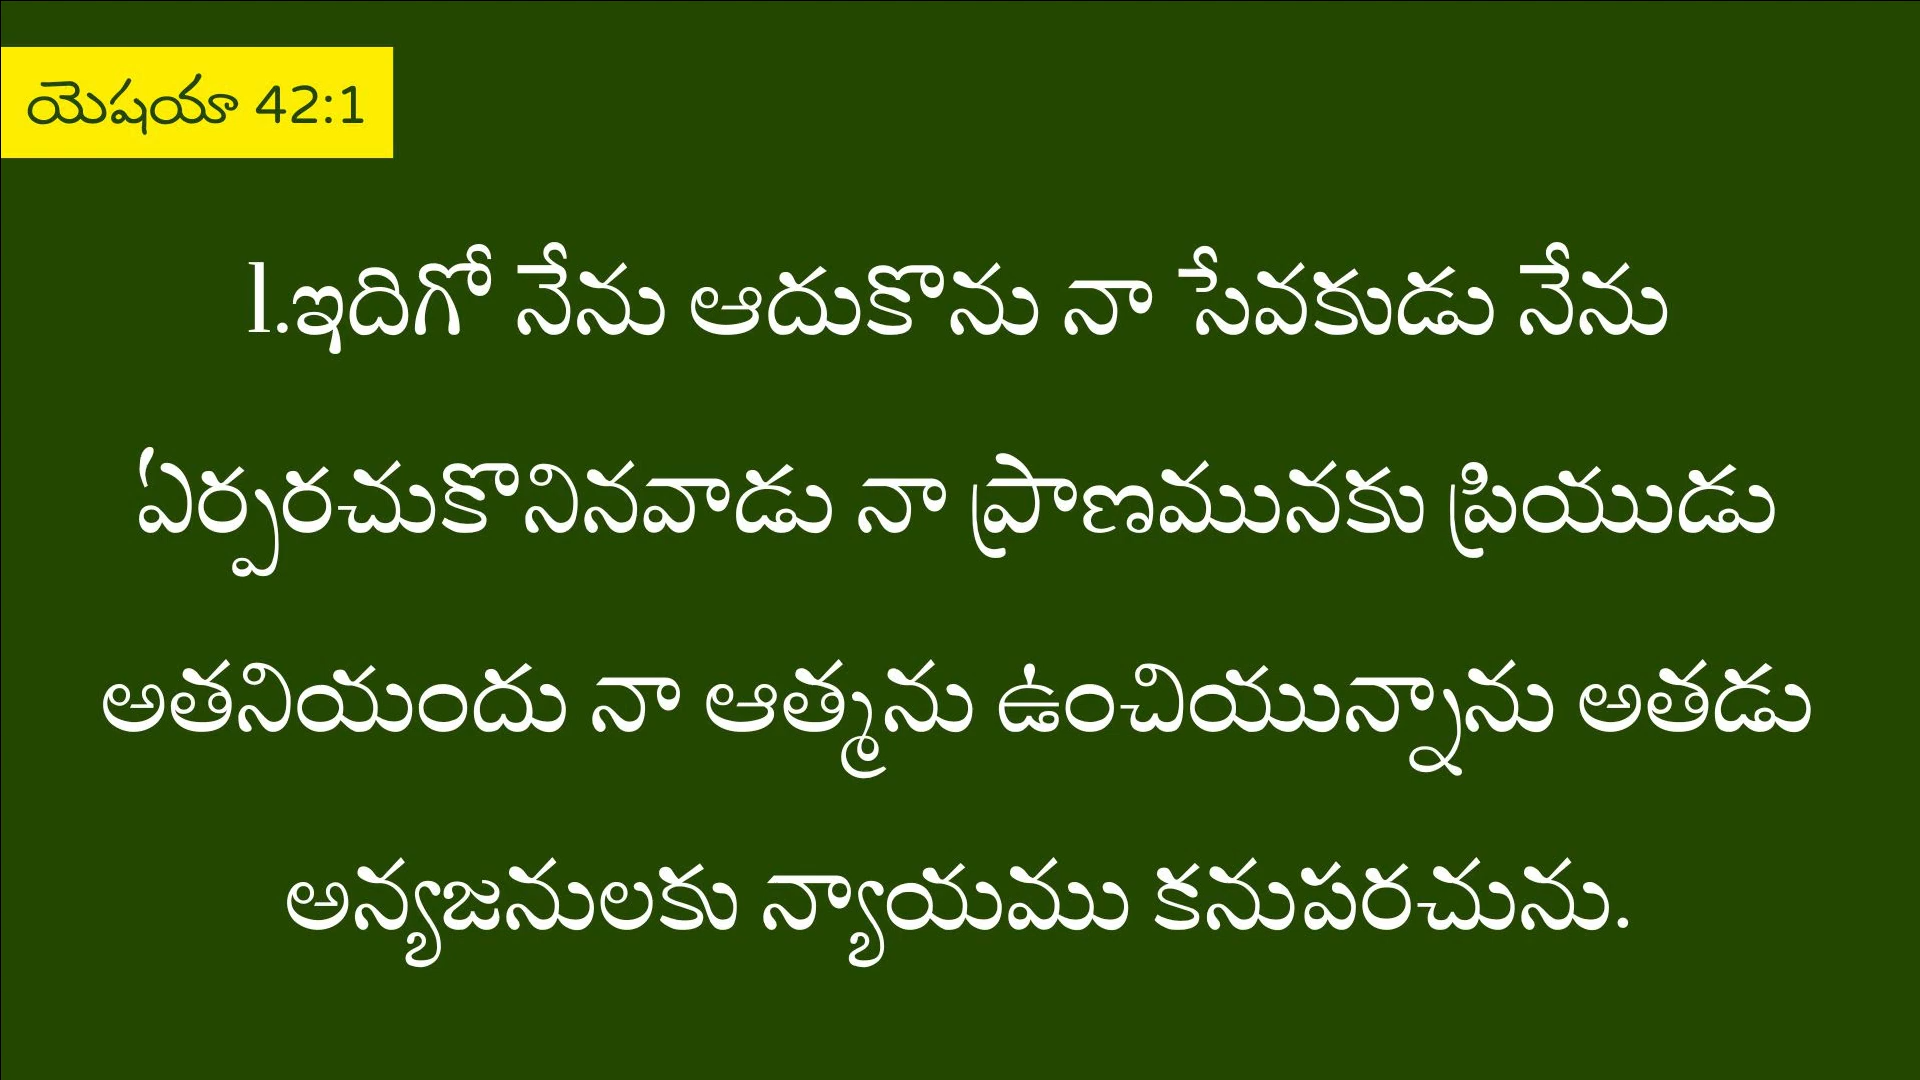 యెషయా 42:1
1.ఇదిగో నేను ఆదుకొను నా సేవకుడు నేను
ఏర్పరచుకొనినవాడు నా ప్రాణమునకు ప్రియుడు
అతనియందు నా ఆత్మను ఉంచియున్నాను అతడు
అన్యజనులకు న్యాయము కనుపరచును.